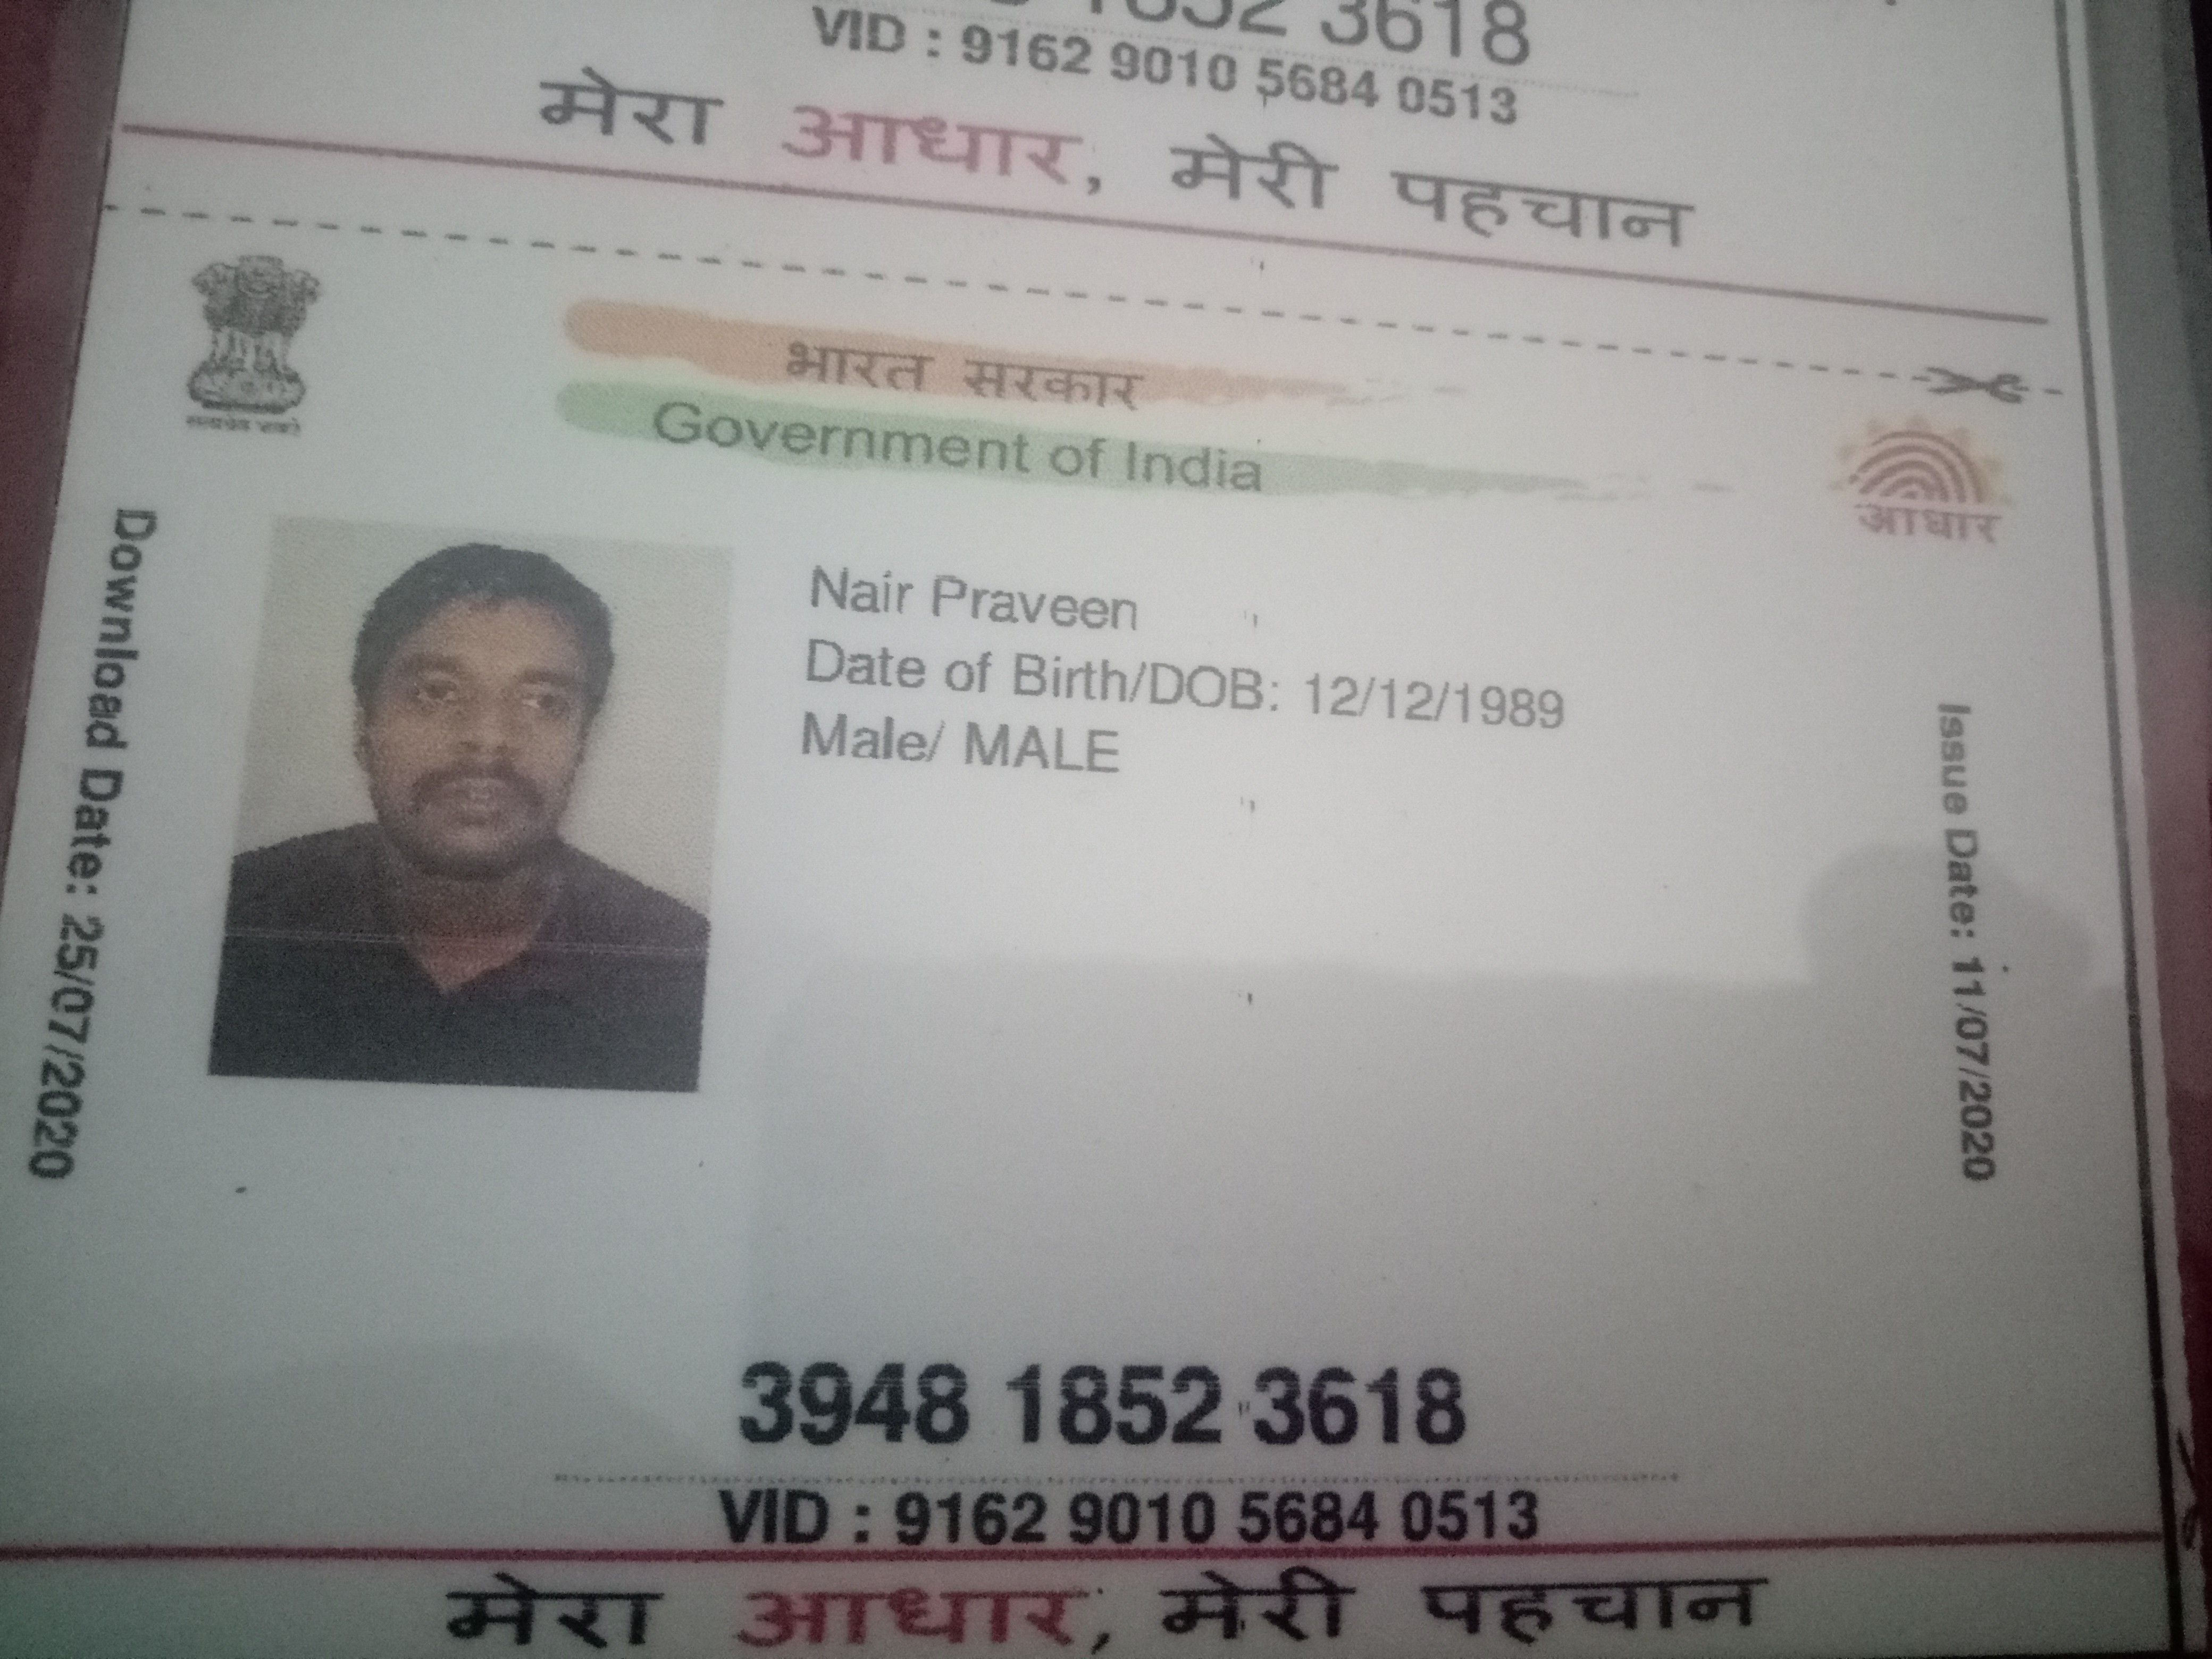 3618
VID : 9162 9010 5684 0513
मेरा आधार, मेरी पहचान
भारत सरकार
Government of India
आधार
Download Date: 25/07/2020
Nair Praveen
Date of Birth/DOB: 12/12/1989
Male/ MALE
Issue Date: 11/07/2020
3948 1852 3618
VID : 9162 9010 5684 0513
मेरा आधार, मेरी पहचान